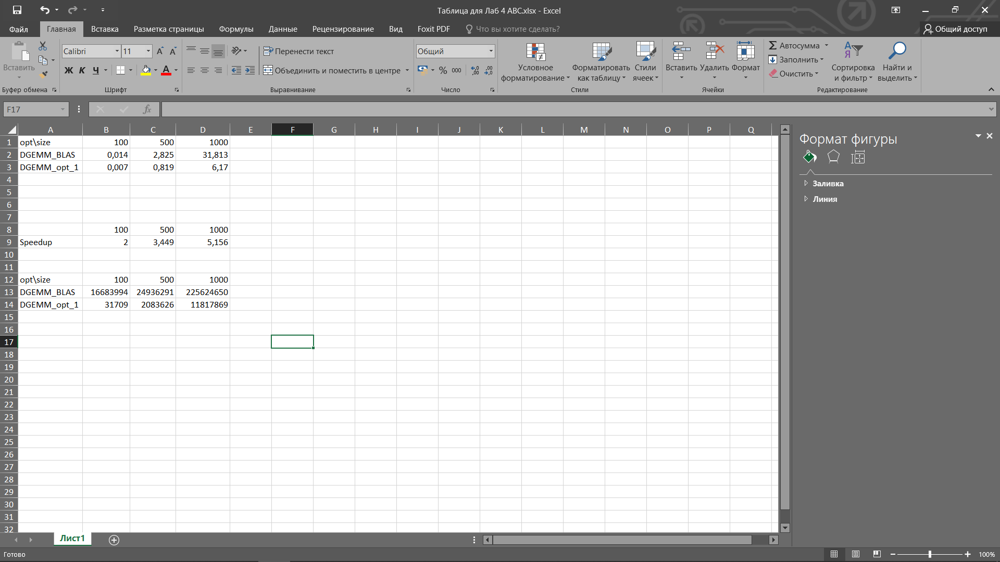 Таблица для Лаб 4 АВС.xlsx - Excel
Файл Главная Вставка Разметка страницы Формулы Данные Рецензирование Вид Foxit PDF Что вы хотите сделать? Общий доступ
Calibri 11 Перенести текст Общий Автосумма
Вставить Ж К Ч Объединить и поместить в центре % 000 Условное форматирование Форматировать как таблицу Стили ячеек Вставить Удалить Формат Заполнить Очистить Сортировка и фильтр Найти и выделить
Буфер обмена Шрифт Выравнивание Число Стили Ячейки Редактирование
F17 fx
A B C D E F G H I J K L M N O P Q
1 opt\size 100 500 1000
2 DGEMM_BLAS 0,014 2,825 31,813
3 DGEMM_opt_1 0,007 0,819 6,17
4
5
6
7
8 100 500 1000
9 Speedup 2 3,449 5,156
10
11
12 opt\size 100 500 1000
13 DGEMM_BLAS 16683994 24936291 225624650
14 DGEMM_opt_1 31709 2083626 11817869
15
16
17
18
19
20
21
22
23
24
25
26
27
28
29
30
31
32
Формат фигуры
Заливка
Линия
Лист1
Готово 100%